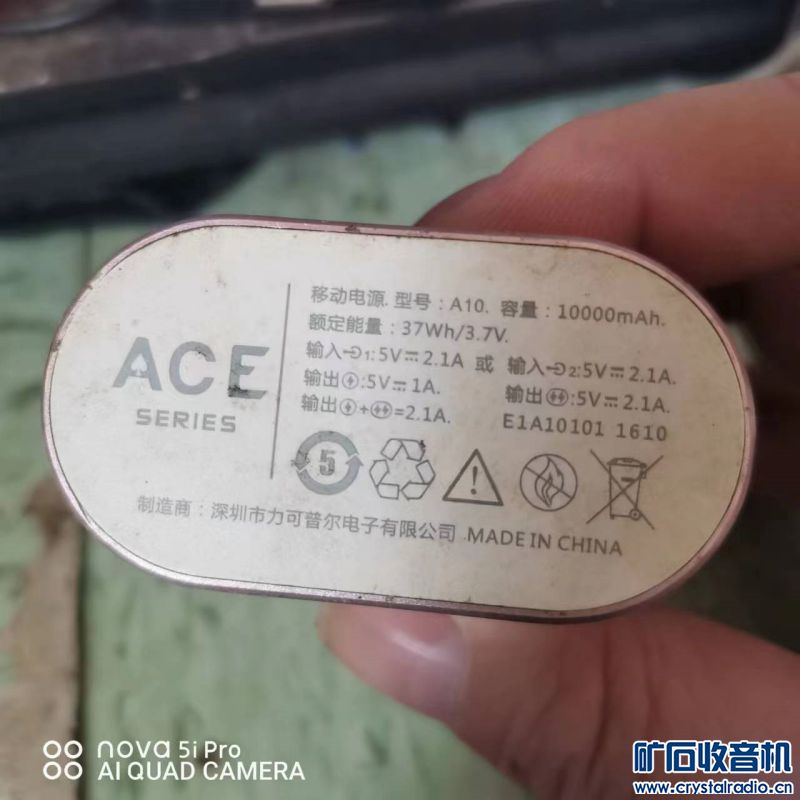 ACE
SERIES
移动电源. 型号：A10. 容量：10000mAh.
额定能量：37Wh/3.7V.
输入1:5V⎓2.1A 或 输入2:5V⎓2.1A.
输出:5V⎓1A. 输出:5V⎓2.1A.
输出+=2.1A. E1A10101 1610
5
制造商：深圳市力可普尔电子有限公司 MADE IN CHINA
nova 5i Pro
AI QUAD CAMERA
矿石收音机
www.crystalradio.cn